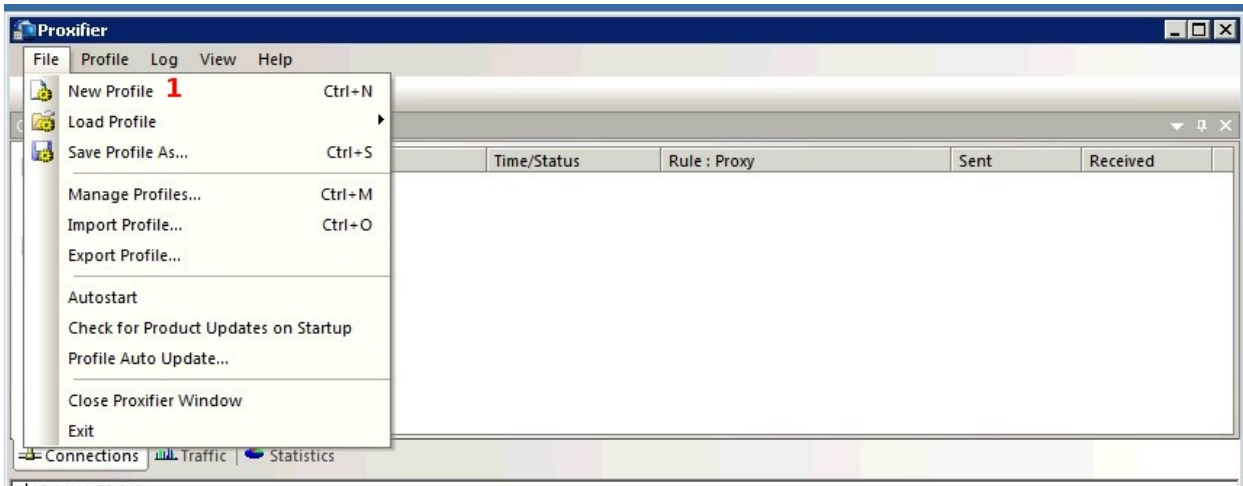 Proxifier
File Profile Log View Help
New Profile 1 Ctrl+N
Load Profile
Save Profile As... Ctrl+S
Time/Status Rule : Proxy Sent Received
Manage Profiles... Ctrl+M
Import Profile... Ctrl+O
Export Profile...
Autostart
Check for Product Updates on Startup
Profile Auto Update...
Close Proxifier Window
Exit
Connections Traffic Statistics